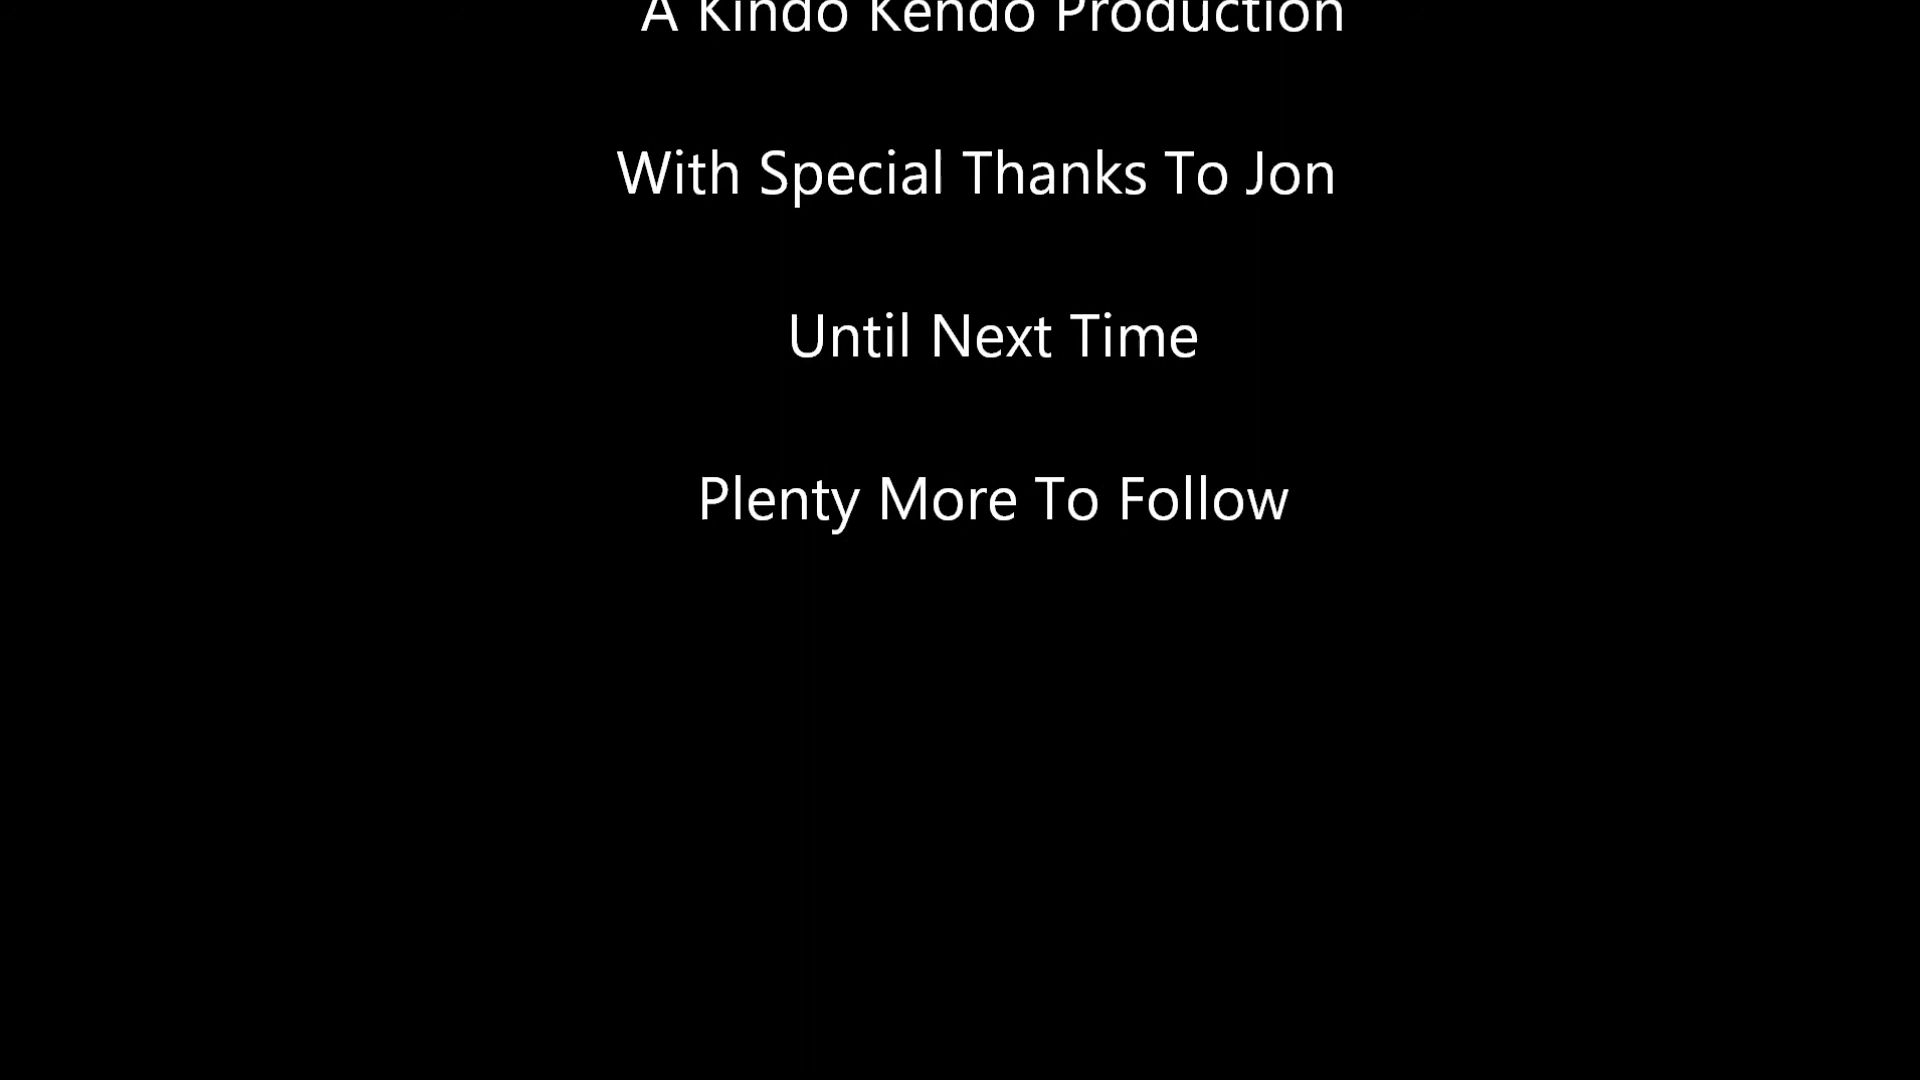 A Kindo Kendo Production
With Special Thanks To Jon
Until Next Time
Plenty More To Follow